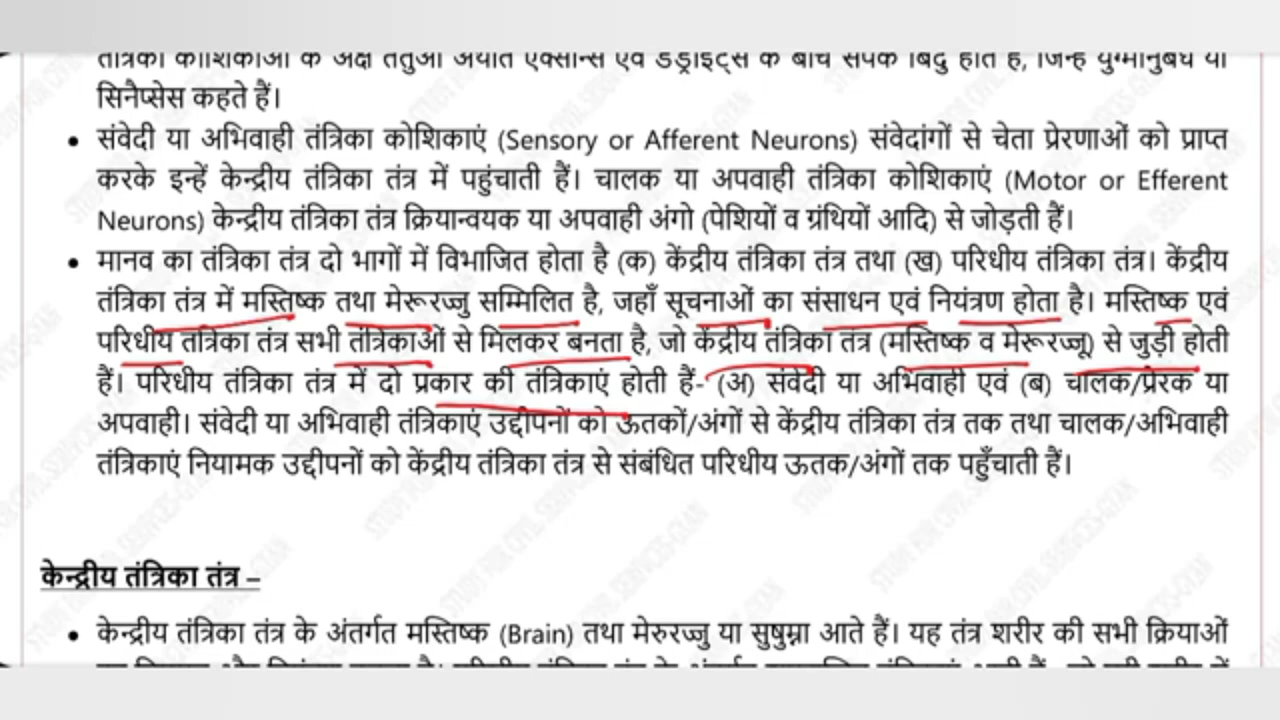 तंत्रिका कोशिकाओं के अक्ष तंतुओं अर्थात एक्सॉन्स एवं डेंड्राइट्स के बीच संपर्क बिंदु होते हैं, जिन्हें युग्मानुबंध या
सिनैप्सेस कहते हैं।
• संवेदी या अभिवाही तंत्रिका कोशिकाएं (Sensory or Afferent Neurons) संवेदांगों से चेता प्रेरणाओं को प्राप्त
करके इन्हें केन्द्रीय तंत्रिका तंत्र में पहुंचाती हैं। चालक या अपवाही तंत्रिका कोशिकाएं (Motor or Efferent
Neurons) केन्द्रीय तंत्रिका तंत्र क्रियान्वयक या अपवाही अंगो (पेशियों व ग्रंथियों आदि) से जोड़ती हैं।
• मानव का तंत्रिका तंत्र दो भागों में विभाजित होता है (क) केंद्रीय तंत्रिका तंत्र तथा (ख) परिधीय तंत्रिका तंत्र। केंद्रीय
तंत्रिका तंत्र में मस्तिष्क तथा मेरूरज्जु सम्मिलित है, जहाँ सूचनाओं का संसाधन एवं नियंत्रण होता है। मस्तिष्क एवं
परिधीय तंत्रिका तंत्र सभी तंत्रिकाओं से मिलकर बनता है, जो केंद्रीय तंत्रिका तंत्र (मस्तिष्क व मेरूरज्जू) से जुड़ी होती
हैं। परिधीय तंत्रिका तंत्र में दो प्रकार की तंत्रिकाएं होती हैं- (अ) संवेदी या अभिवाही एवं (ब) चालक/प्रेरक या
अपवाही। संवेदी या अभिवाही तंत्रिकाएं उद्दीपनों को ऊतकों/अंगों से केंद्रीय तंत्रिका तंत्र तक तथा चालक/अभिवाही
तंत्रिकाएं नियामक उद्दीपनों को केंद्रीय तंत्रिका तंत्र से संबंधित परिधीय ऊतक/अंगों तक पहुँचाती हैं।
केन्द्रीय तंत्रिका तंत्र –
• केन्द्रीय तंत्रिका तंत्र के अंतर्गत मस्तिष्क (Brain) तथा मेरुरज्जु या सुषुम्ना आते हैं। यह तंत्र शरीर की सभी क्रियाओं